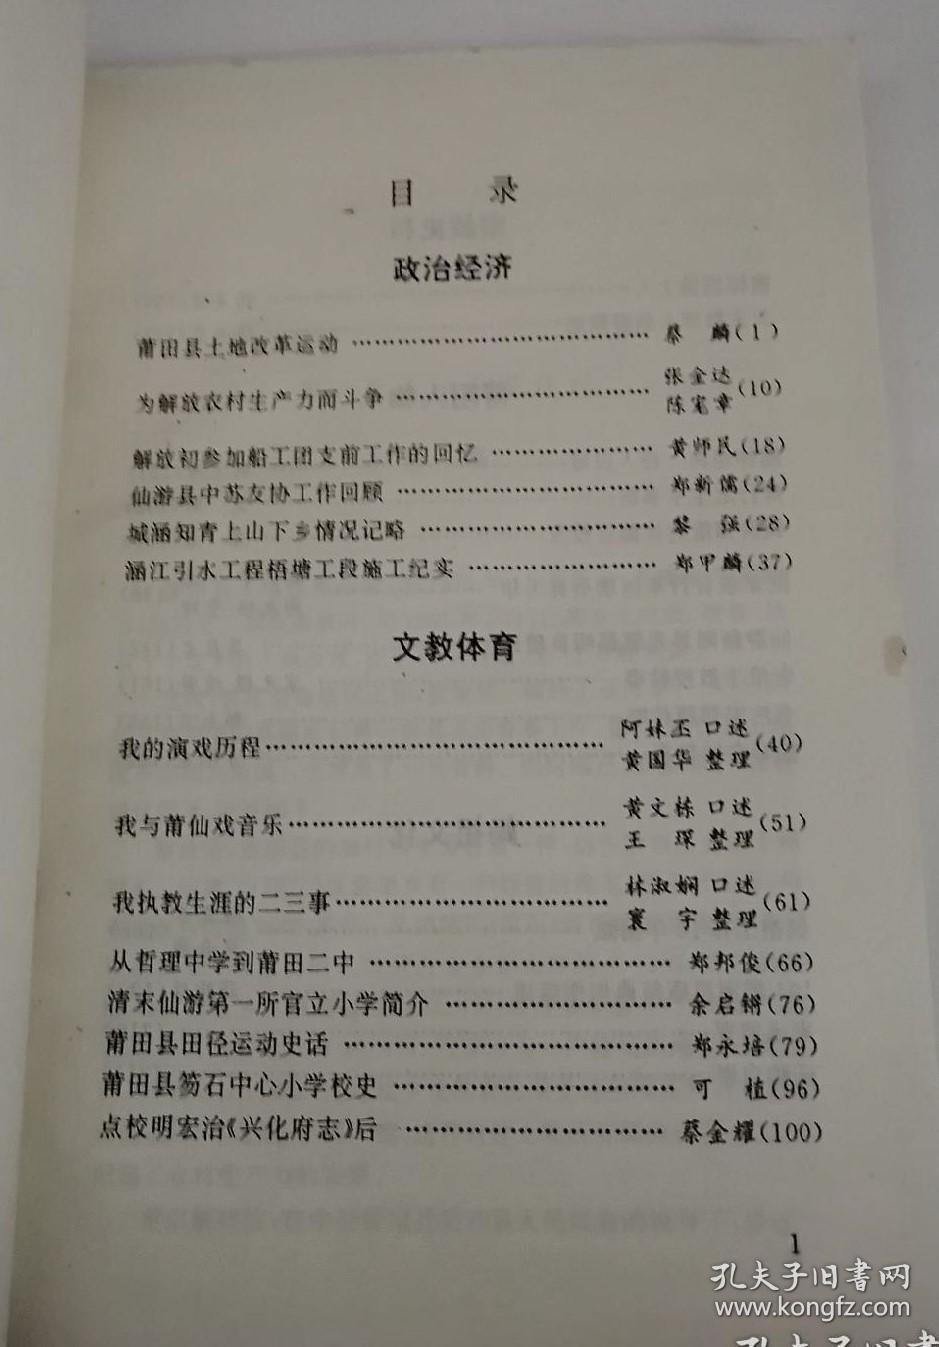 目 录
政治经济
莆田县土地改革运动 …………………………………… 蔡 麟(1)
为解放农村生产力而斗争 ……………………………… 张金达 陈宪章 (10)
解放初参加船工团支前工作的回忆 ………………… 黄师民(18)
仙游县中苏友协工作回顾 …………………………… 郑新儒(24)
城涵知青上山下乡情况记略 ………………………… 黎 强(28)
涵江引水工程梧塘工段施工纪实 …………………… 郑甲麟(37)
文教体育
我的演戏历程 …………………………………… 阿妹丕 口述 黄国华 整理 (40)
我与莆仙戏音乐 ………………………………… 黄文栋 口述 王 琛 整理 (51)
我执教生涯的二三事 …………………………… 林淑娴 口述 寰 宇 整理 (61)
从哲理中学到莆田二中 ……………………………… 郑邦俊(66)
清末仙游第一所官立小学简介 ………………………… 余启锵(76)
莆田县田径运动史话 ………………………………… 郑永培(79)
莆田县笏石中心小学校史 …………………………… 可 植(96)
点校明宏治《兴化府志》后 ………………………… 蔡金耀(100)
1
孔夫子旧书网
www.kongfz.com
孔夫子旧书